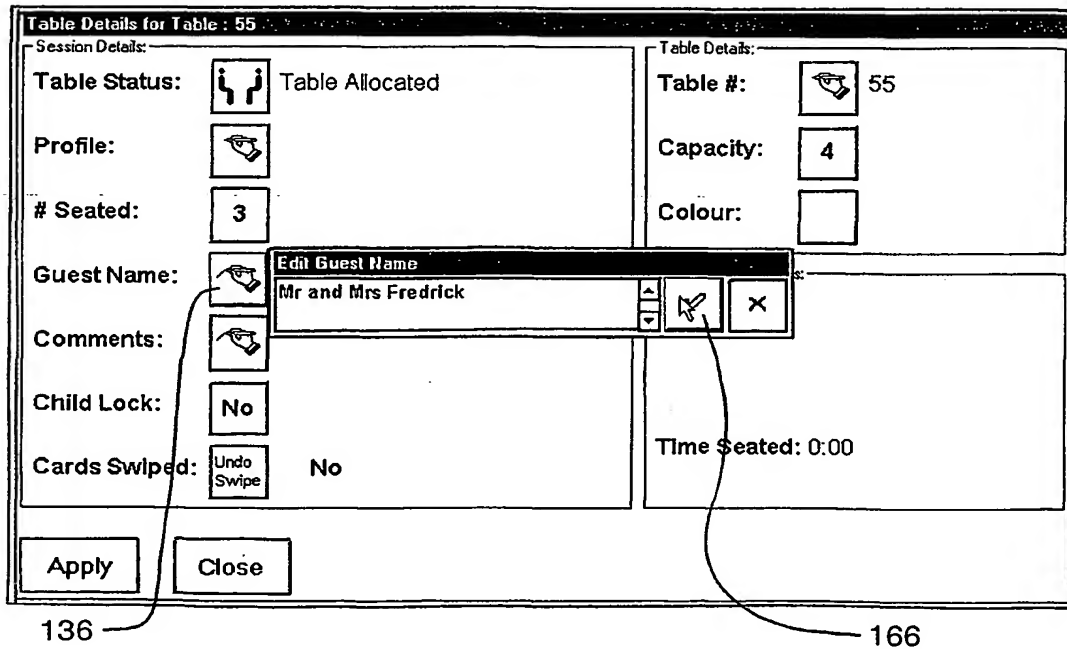 Table Details for Table : 55
Session Details:
Table Status: Table Allocated
Profile:
# Seated: 3
Guest Name:
Comments:
Child Lock: No
Cards Swiped: Undo Swipe No
Table Details:
Table #: 55
Capacity: 4
Colour:
Edit Guest Name
Mr and Mrs Fredrick
s:
Time Seated: 0:00
Apply Close
136 166